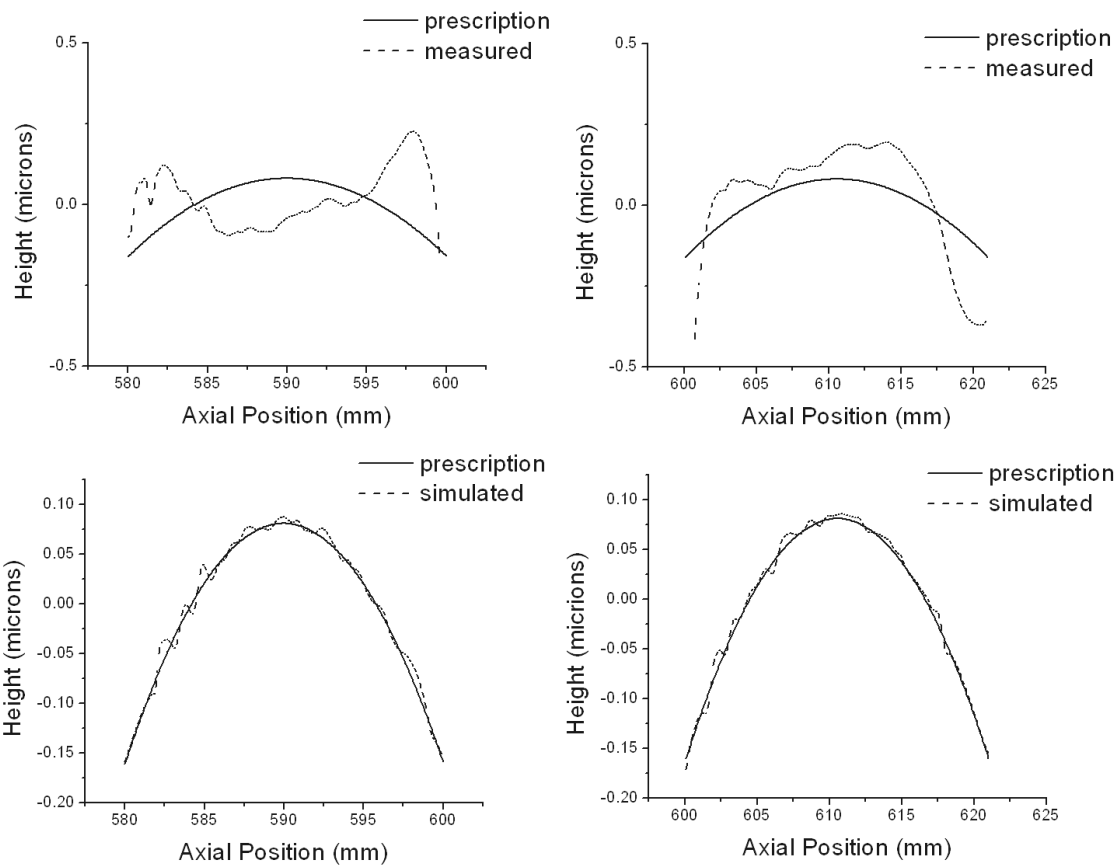 prescription
measured
0.5
0.0
-0.5
Height (microns)
580 585 590 595 600
Axial Position (mm)
prescription
measured
0.5
0.0
-0.5
Height (microns)
600 605 610 615 620 625
Axial Position (mm)
prescription
simulated
0.10
0.05
0.00
-0.05
-0.10
-0.15
-0.20
Height (microns)
580 585 590 595 600
Axial Position (mm)
prescription
simulated
0.10
0.05
0.00
-0.05
-0.10
-0.15
-0.20
Height (micrions)
600 605 610 615 620 625
Axial Position (mm)